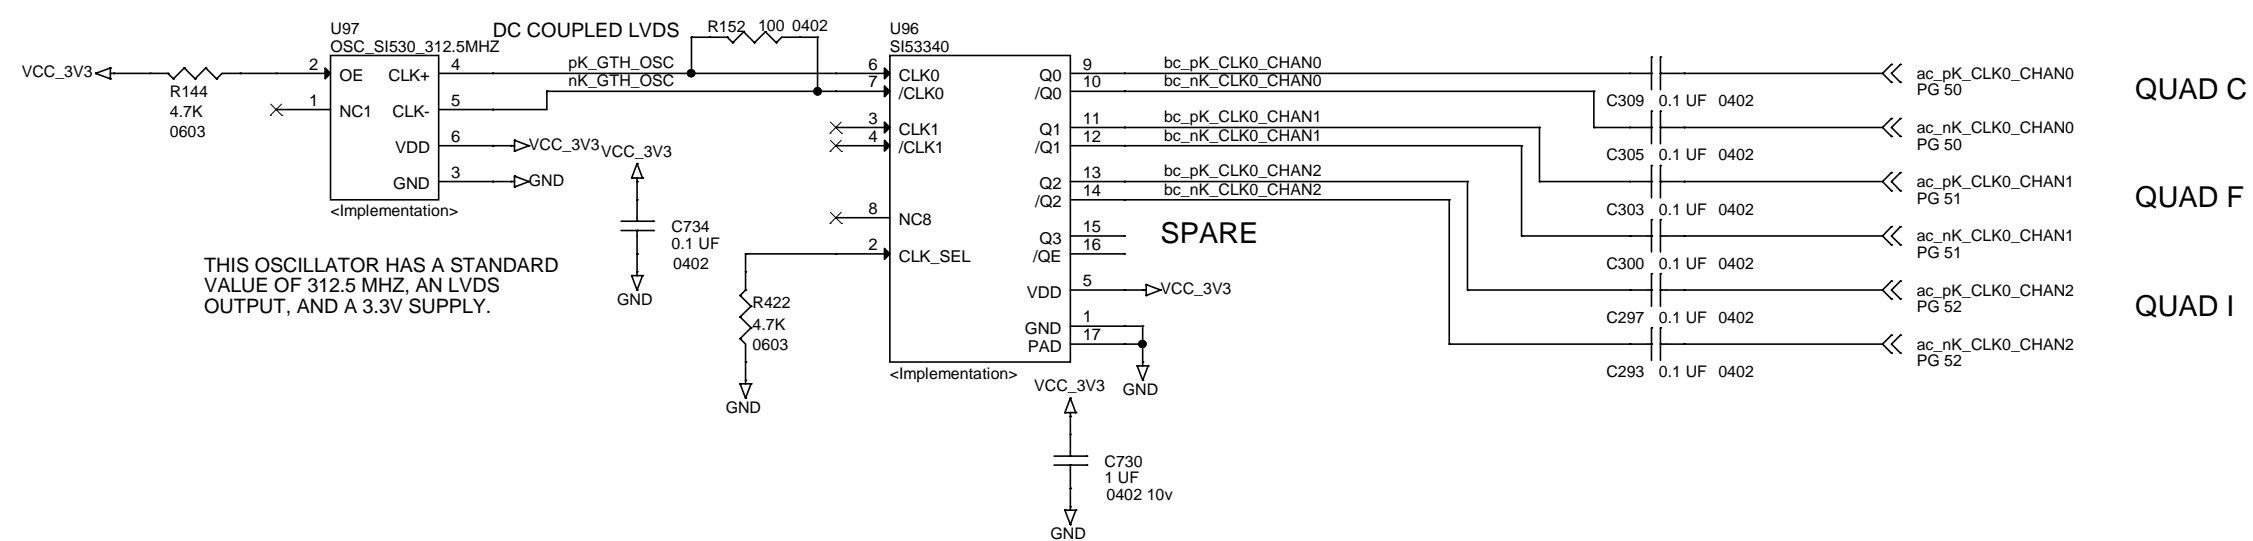 U97
OSC_SI530_312.5MHZ
DC COUPLED LVDS
R152 100 0402
U96
SI53340
VCC_3V3
R144
4.7K
0603
2 OE
1 NC1
CLK+ 4
CLK- 5
VDD 6
GND 3
<Implementation>
pK_GTH_OSC
nK_GTH_OSC
VCC_3V3
GND
VCC_3V3
C734
0.1 UF
0402
GND
THIS OSCILLATOR HAS A STANDARD
VALUE OF 312.5 MHZ, AN LVDS
OUTPUT, AND A 3.3V SUPPLY.
6 CLK0
7 /CLK0
3 CLK1
4 /CLK1
8 NC8
2 CLK_SEL
R422
4.7K
0603
GND
Q0 9
/Q0 10
Q1 11
/Q1 12
Q2 13
/Q2 14
Q3 15
/QE 16
VDD 5
GND 1
PAD 17
<Implementation>
bc_pK_CLK0_CHAN0
bc_nK_CLK0_CHAN0
bc_pK_CLK0_CHAN1
bc_nK_CLK0_CHAN1
bc_pK_CLK0_CHAN2
bc_nK_CLK0_CHAN2
SPARE
VCC_3V3
GND
VCC_3V3
C730
1 UF
0402 10v
GND
C309 0.1 UF 0402
C305 0.1 UF 0402
C303 0.1 UF 0402
C300 0.1 UF 0402
C297 0.1 UF 0402
C293 0.1 UF 0402
ac_pK_CLK0_CHAN0
PG 50
ac_nK_CLK0_CHAN0
PG 50
ac_pK_CLK0_CHAN1
PG 51
ac_nK_CLK0_CHAN1
PG 51
ac_pK_CLK0_CHAN2
PG 52
ac_nK_CLK0_CHAN2
PG 52
QUAD C
QUAD F
QUAD I